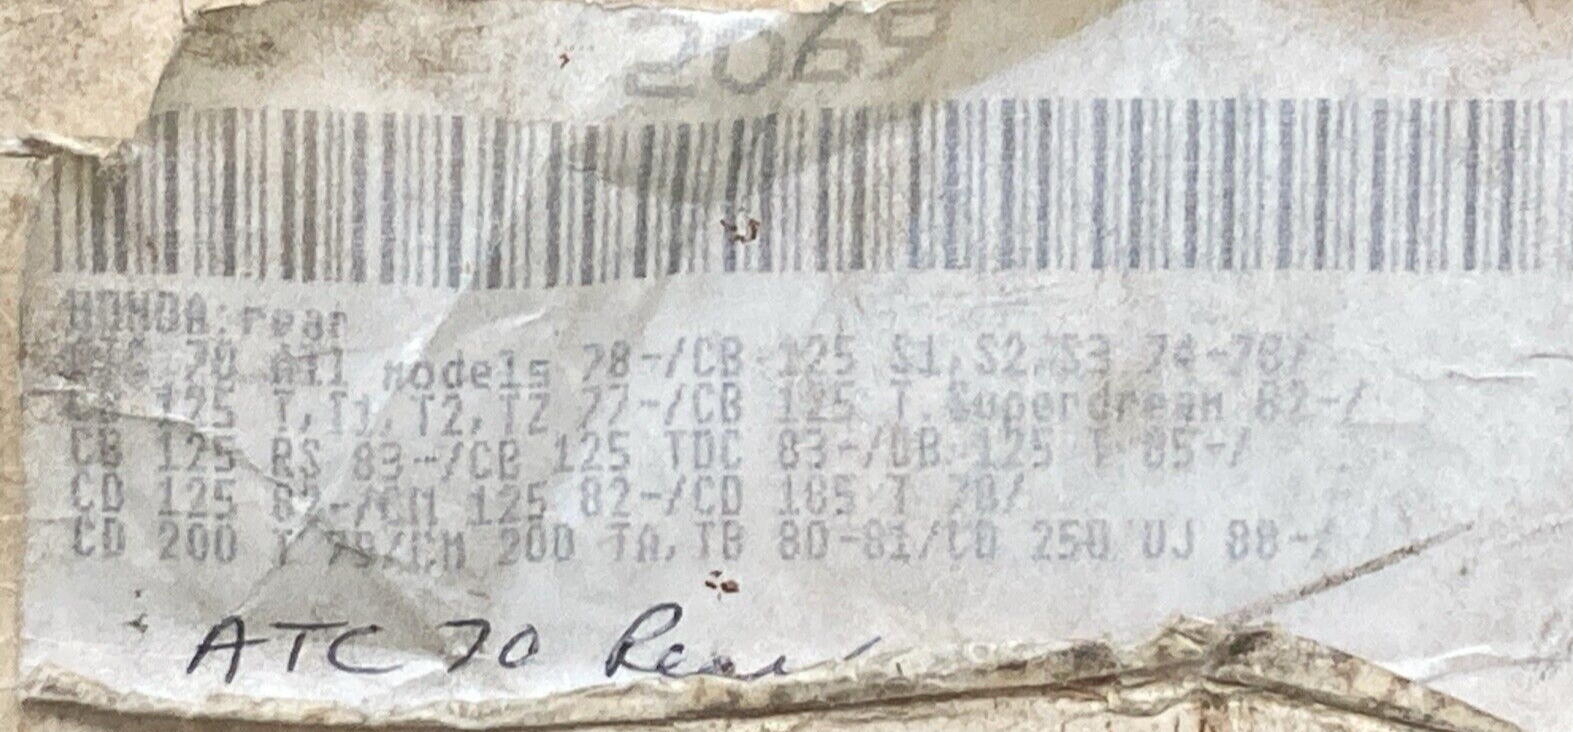 2069
HONDA rear
ATC 70 All models 78-/CB 125 S1,S2,S3 74-78/
CB 125 T,T1,T2,TZ 77-/CB 125 T Superdream 82-/
CB 125 RS 83-/CB 125 TDC 83-/CB 125 T 85-/
CD 125 82-/CM 125 82-/CD 185 T 78/
CD 200 T 79/CM 200 TA,TB 80-81/CD 250 UJ 88-/
ATC 70 Rear